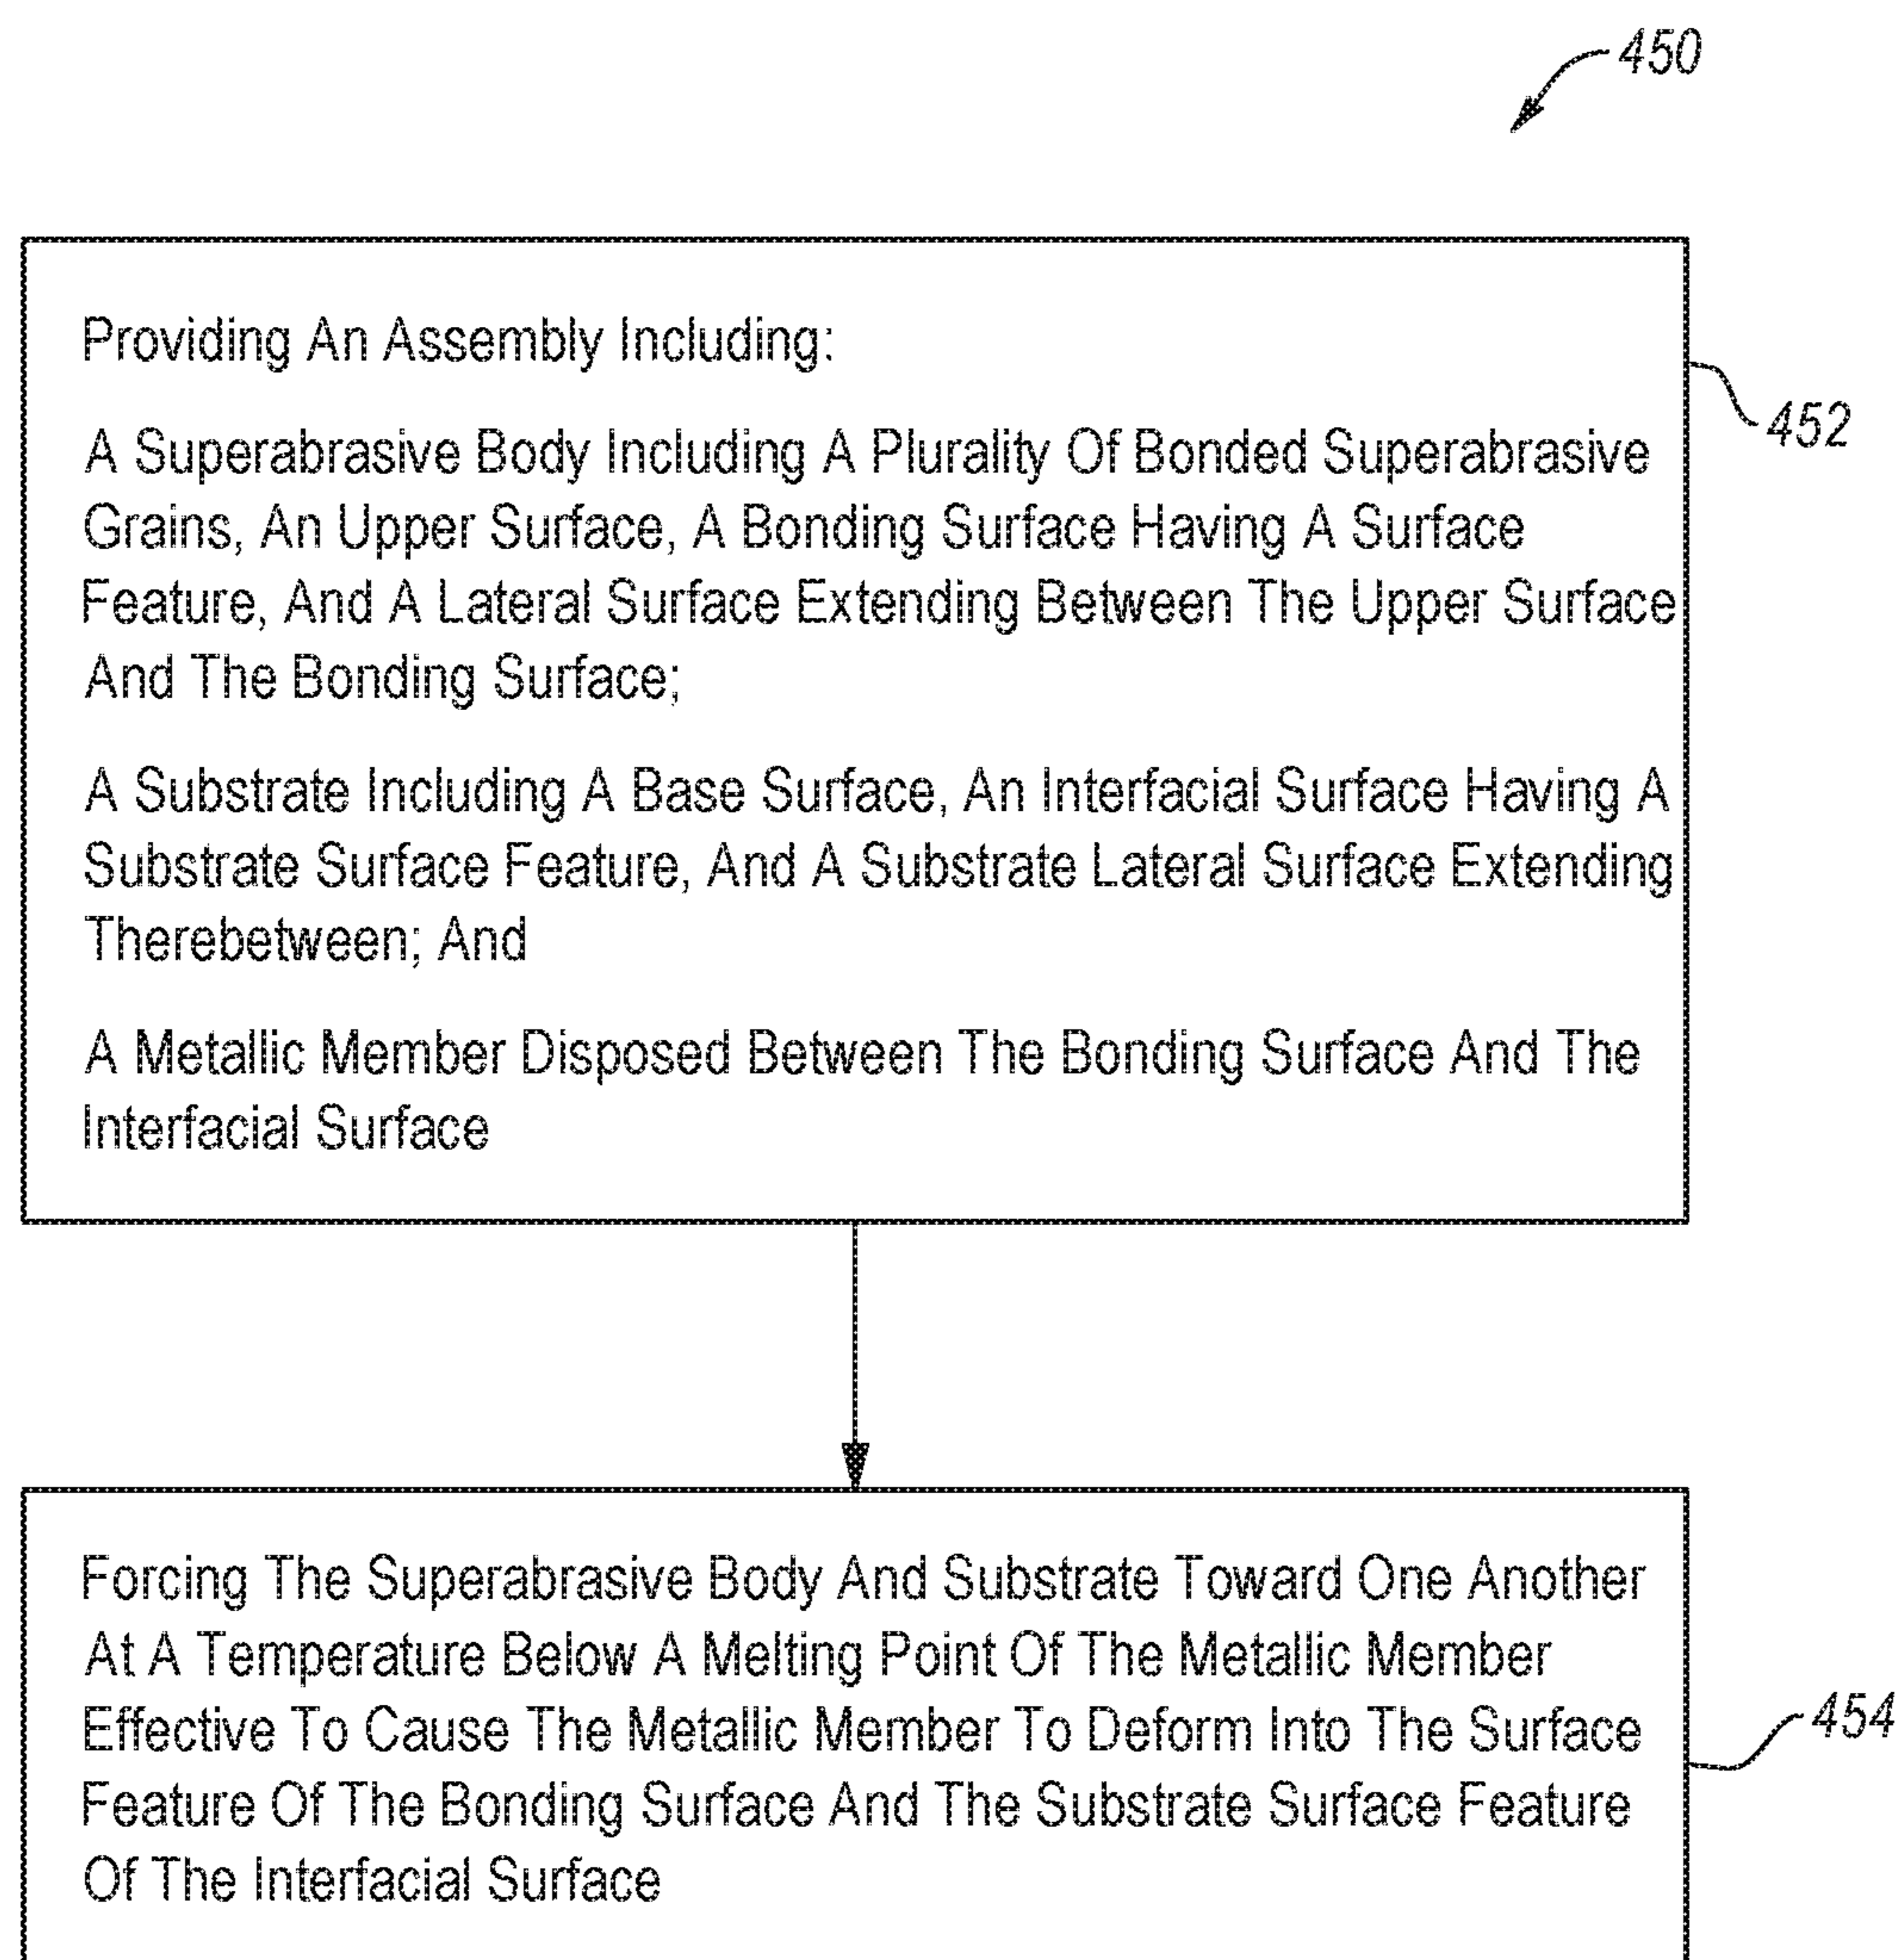 450
Providing An Assembly Including:
A Superabrasive Body Including A Plurality Of Bonded Superabrasive
Grains, An Upper Surface, A Bonding Surface Having A Surface
Feature, And A Lateral Surface Extending Between The Upper Surface
And The Bonding Surface;
452
A Substrate Including A Base Surface, An Interfacial Surface Having A
Substrate Surface Feature, And A Substrate Lateral Surface Extending
Therebetween; And
A Metallic Member Disposed Between The Bonding Surface And The
Interfacial Surface
Forcing The Superabrasive Body And Substrate Toward One Another
At A Temperature Below A Melting Point Of The Metallic Member
Effective To Cause The Metallic Member To Deform Into The Surface
Feature Of The Bonding Surface And The Substrate Surface Feature
Of The Interfacial Surface
454